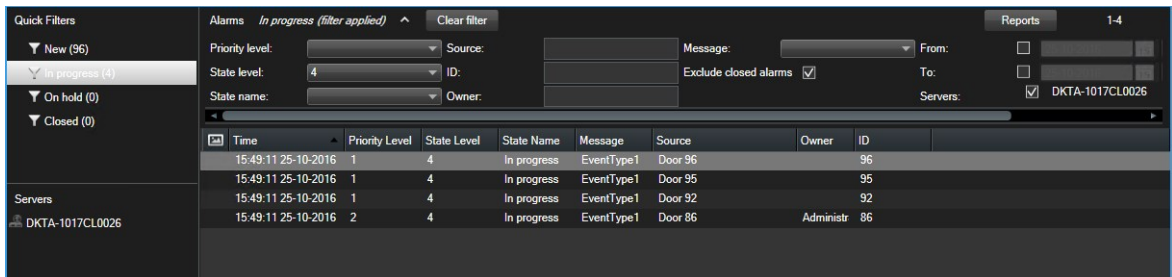 Quick Filters
New (96)
In progress (4)
On hold (0)
Closed (0)
Servers
DKTA-1017CL0026
Alarms In progress (filter applied) Clear filter Reports 1-4
Priority level: Source: Message: From:
State level: 4 ID: Exclude closed alarms To:
State name: Owner: Servers: DKTA-1017CL0026
Time Priority Level State Level State Name Message Source Owner ID
15:49:11 25-10-2016 1 4 In progress EventType1 Door 96 96
15:49:11 25-10-2016 1 4 In progress EventType1 Door 95 95
15:49:11 25-10-2016 1 4 In progress EventType1 Door 92 92
15:49:11 25-10-2016 2 4 In progress EventType1 Door 86 Administr 86